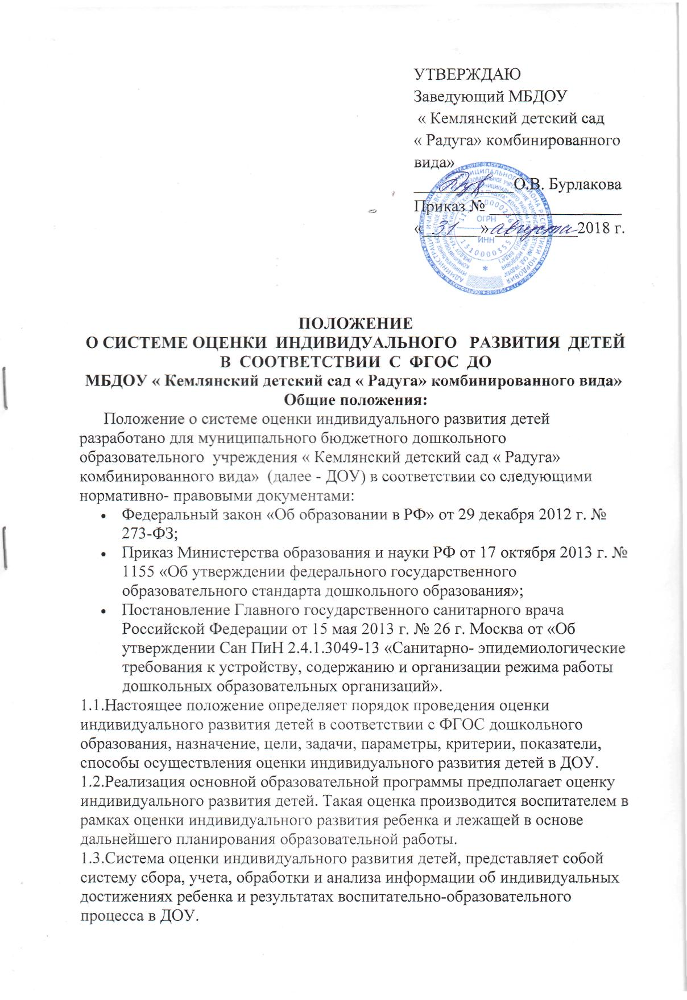 УТВЕРЖДАЮ
Заведующий МБДОУ
« Кемлянский детский сад
« Радуга» комбинированного
вида»
____________О.В. Бурлакова
Приказ № ________________
« 31 » августа 2018 г.
ОГРН
ИНН
1310000355
ПОЛОЖЕНИЕ
О СИСТЕМЕ ОЦЕНКИ ИНДИВИДУАЛЬНОГО РАЗВИТИЯ ДЕТЕЙ
В СООТВЕТСТВИИ С ФГОС ДО
МБДОУ « Кемлянский детский сад « Радуга» комбинированного вида»
Общие положения:
Положение о системе оценки индивидуального развития детей
разработано для муниципального бюджетного дошкольного
образовательного учреждения « Кемлянский детский сад « Радуга»
комбинированного вида» (далее - ДОУ) в соответствии со следующими
нормативно- правовыми документами:
• Федеральный закон «Об образовании в РФ» от 29 декабря 2012 г. №
273-ФЗ;
• Приказ Министерства образования и науки РФ от 17 октября 2013 г. №
1155 «Об утверждении федерального государственного
образовательного стандарта дошкольного образования»;
• Постановление Главного государственного санитарного врача
Российской Федерации от 15 мая 2013 г. № 26 г. Москва от «Об
утверждении Сан ПиН 2.4.1.3049-13 «Санитарно- эпидемиологические
требования к устройству, содержанию и организации режима работы
дошкольных образовательных организаций».
1.1.Настоящее положение определяет порядок проведения оценки
индивидуального развития детей в соответствии с ФГОС дошкольного
образования, назначение, цели, задачи, параметры, критерии, показатели,
способы осуществления оценки индивидуального развития детей в ДОУ.
1.2.Реализация основной образовательной программы предполагает оценку
индивидуального развития детей. Такая оценка производится воспитателем в
рамках оценки индивидуального развития ребенка и лежащей в основе
дальнейшего планирования образовательной работы.
1.3.Система оценки индивидуального развития детей, представляет собой
систему сбора, учета, обработки и анализа информации об индивидуальных
достижениях ребенка и результатах воспитательно-образовательного
процесса в ДОУ.